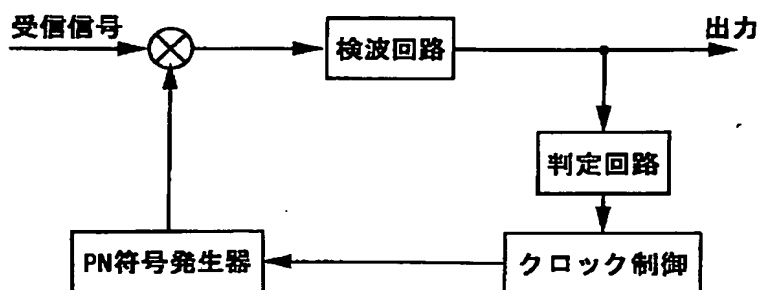 受信信号
検波回路
出力
判定回路
PN符号発生器
クロック制御